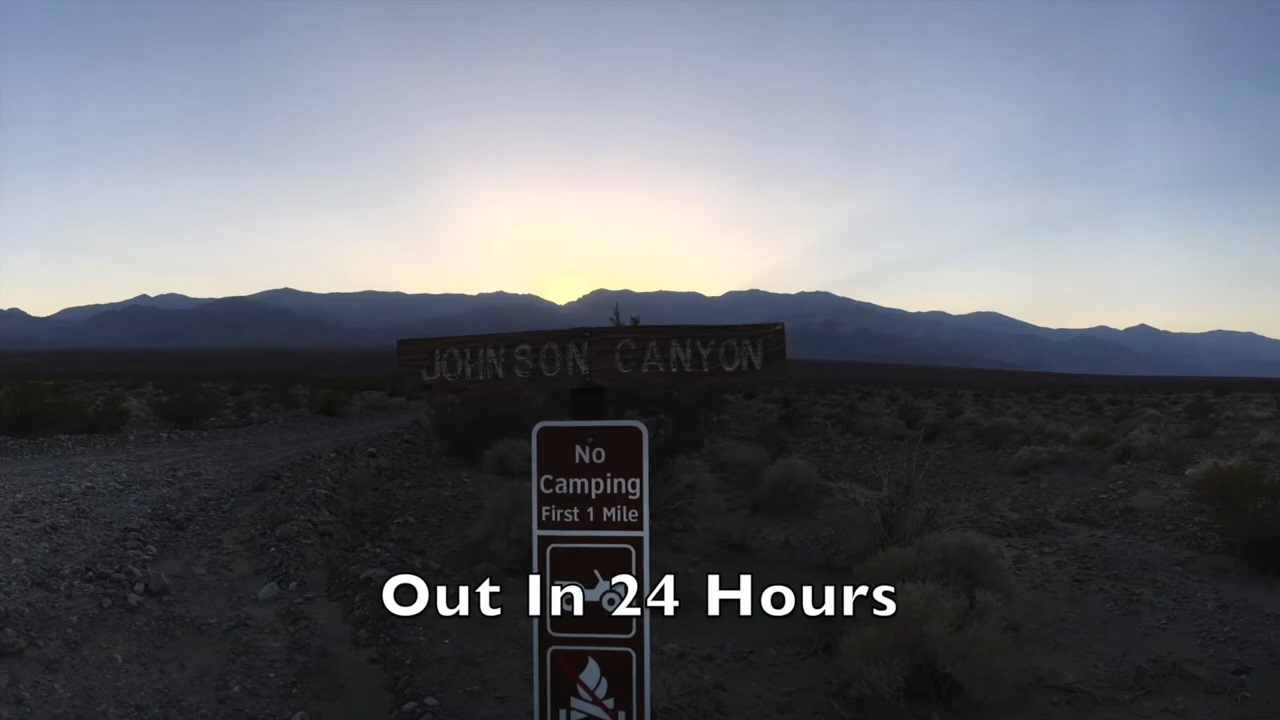 JOHNSON CANYON
No
Camping
First 1 Mile
Out In 24 Hours